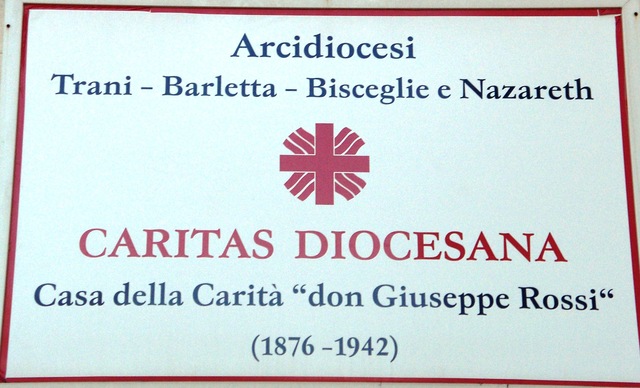 Arcidiocesi
Trani - Barletta - Bisceglie e Nazareth
CARITAS DIOCESANA
Casa della Carità “don Giuseppe Rossi“
(1876 -1942)